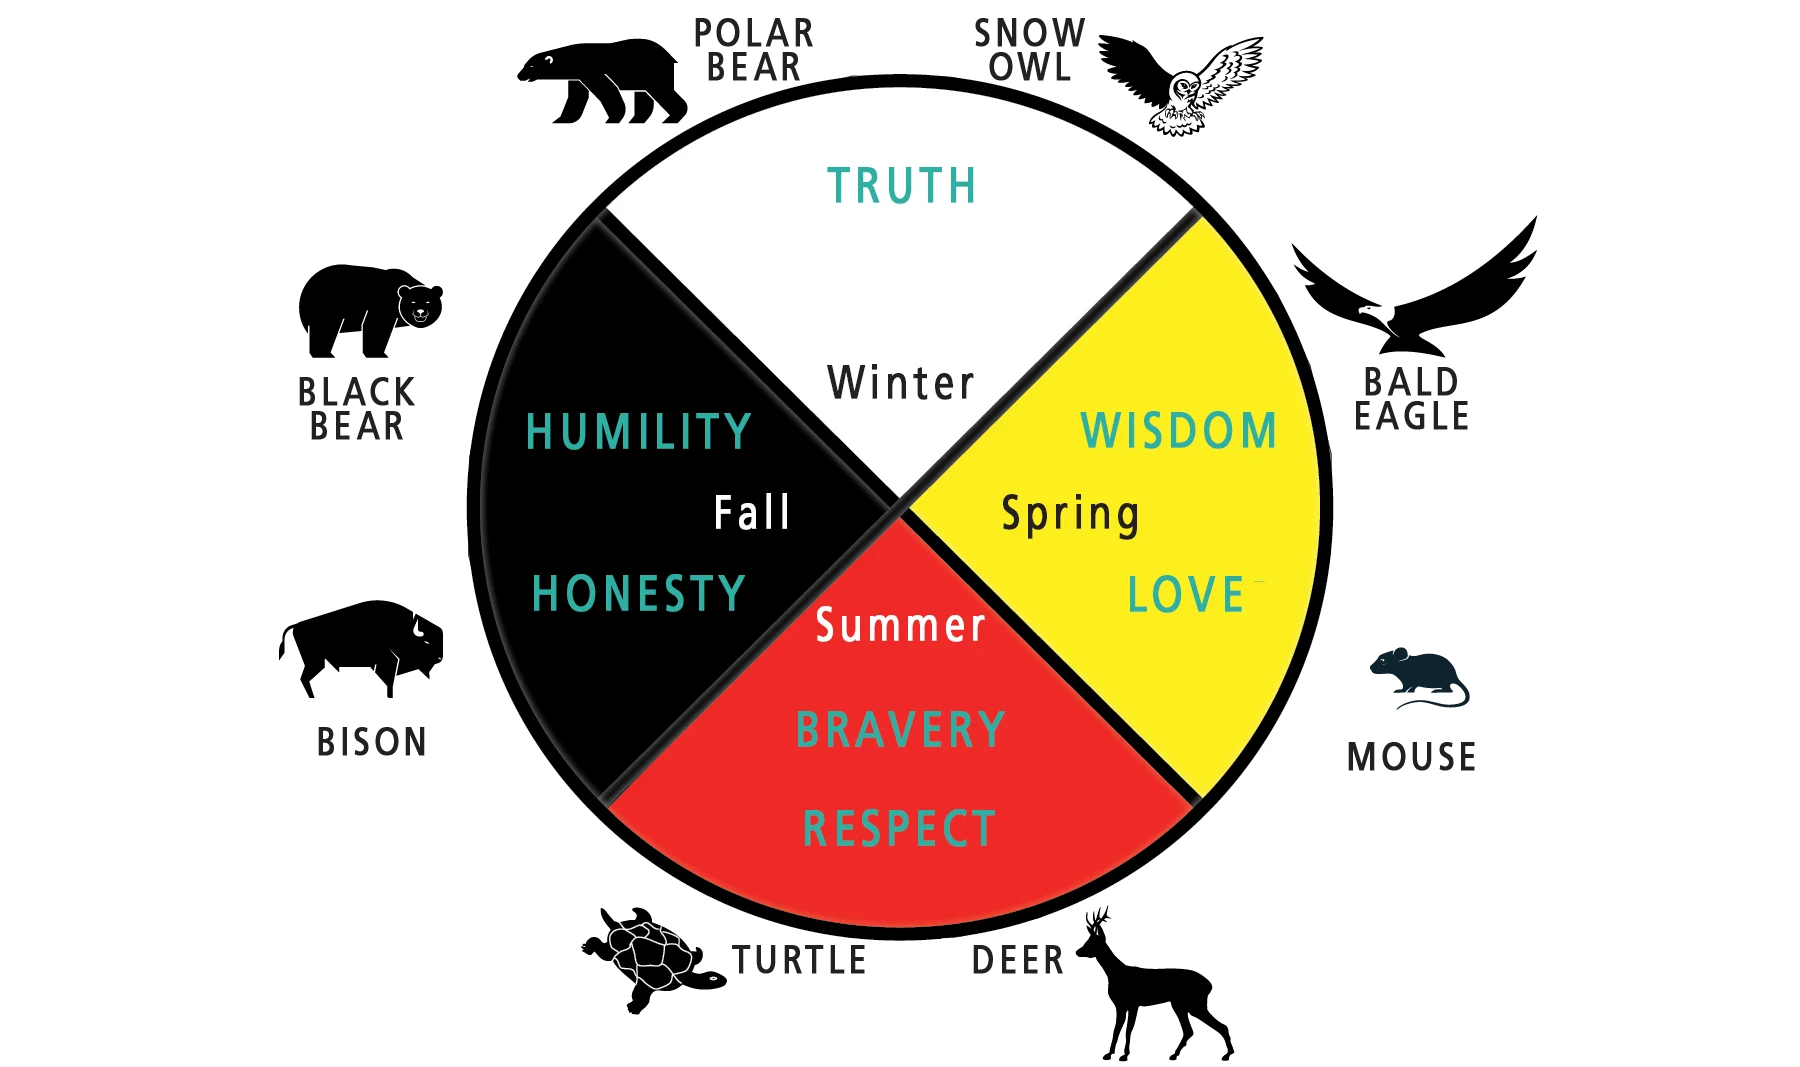 POLAR
BEAR
SNOW
OWL
TRUTH
Winter
BLACK
BEAR
BALD
EAGLE
HUMILITY
Fall
HONESTY
WISDOM
Spring
LOVE
Summer
BRAVERY
RESPECT
BISON
MOUSE
TURTLE
DEER